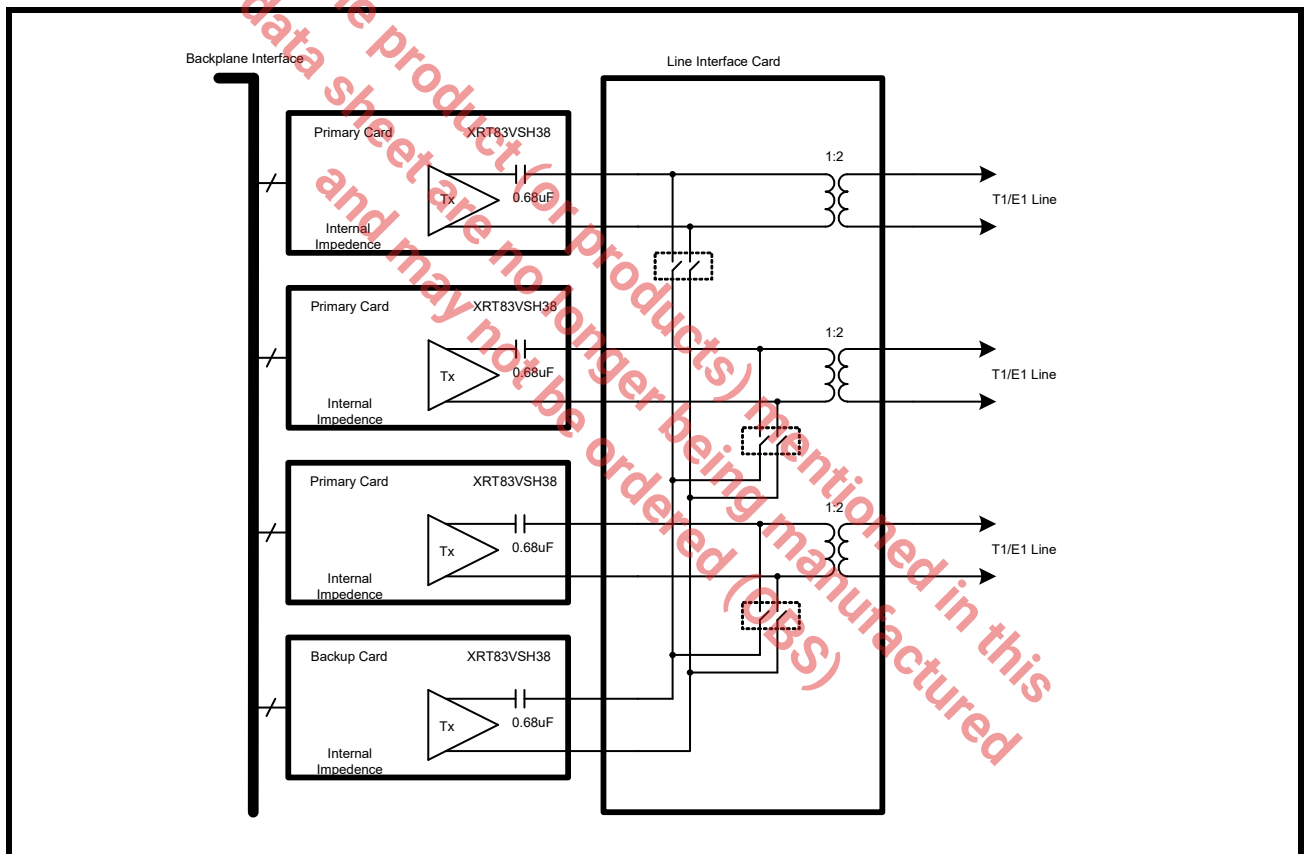 Backplane Interface
Line Interface Card
Primary Card
XRT83VSH38
Tx
0.68uF
Internal
Impedence
1:2
T1/E1 Line
Primary Card
XRT83VSH38
Tx
0.68uF
Internal
Impedence
1:2
T1/E1 Line
Primary Card
XRT83VSH38
Tx
0.68uF
Internal
Impedence
1:2
T1/E1 Line
Backup Card
XRT83VSH38
Tx
0.68uF
Internal
Impedence
product (or products) mentioned in this
data sheet are no longer being manufactured
and may not be ordered (OBS)